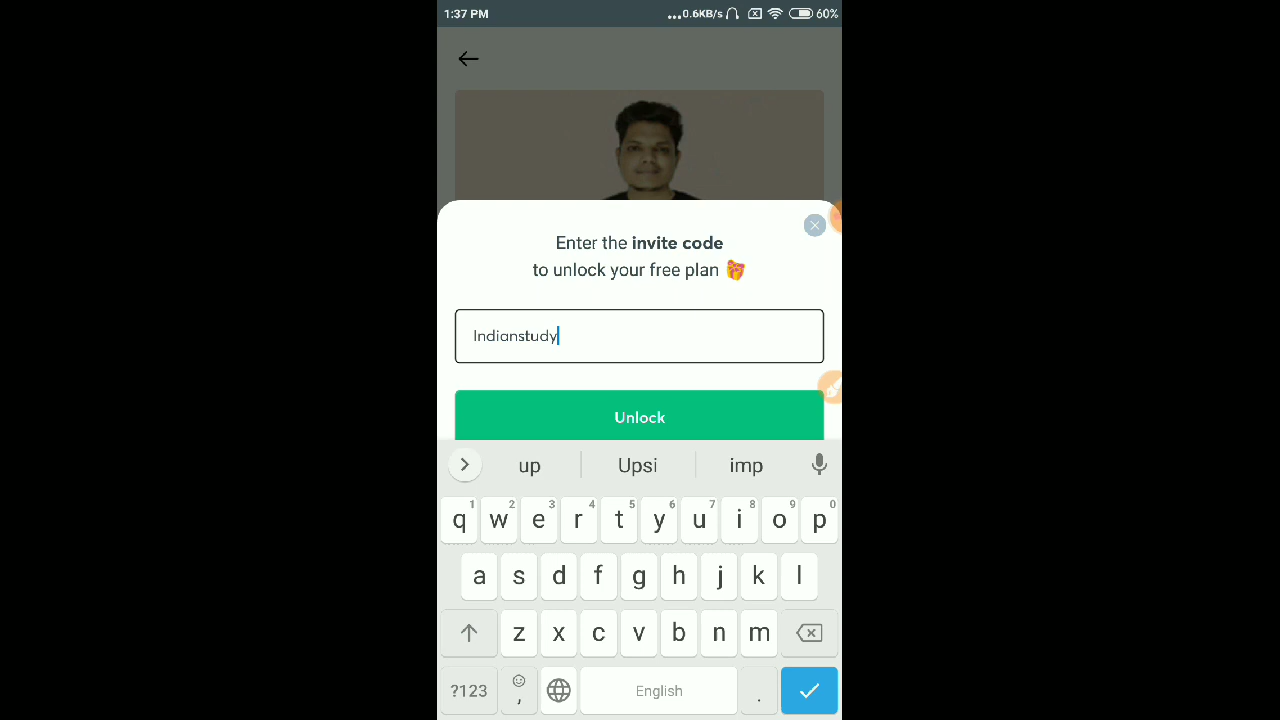 1:37 PM ...0.6KB/s 60%
Enter the invite code
to unlock your free plan
Indianstudy
Unlock
up Upsi imp
1 2 3 4 5 6 7 8 9 0
q w e r t y u i o p
a s d f g h j k l
z x c v b n m
?123 , English .